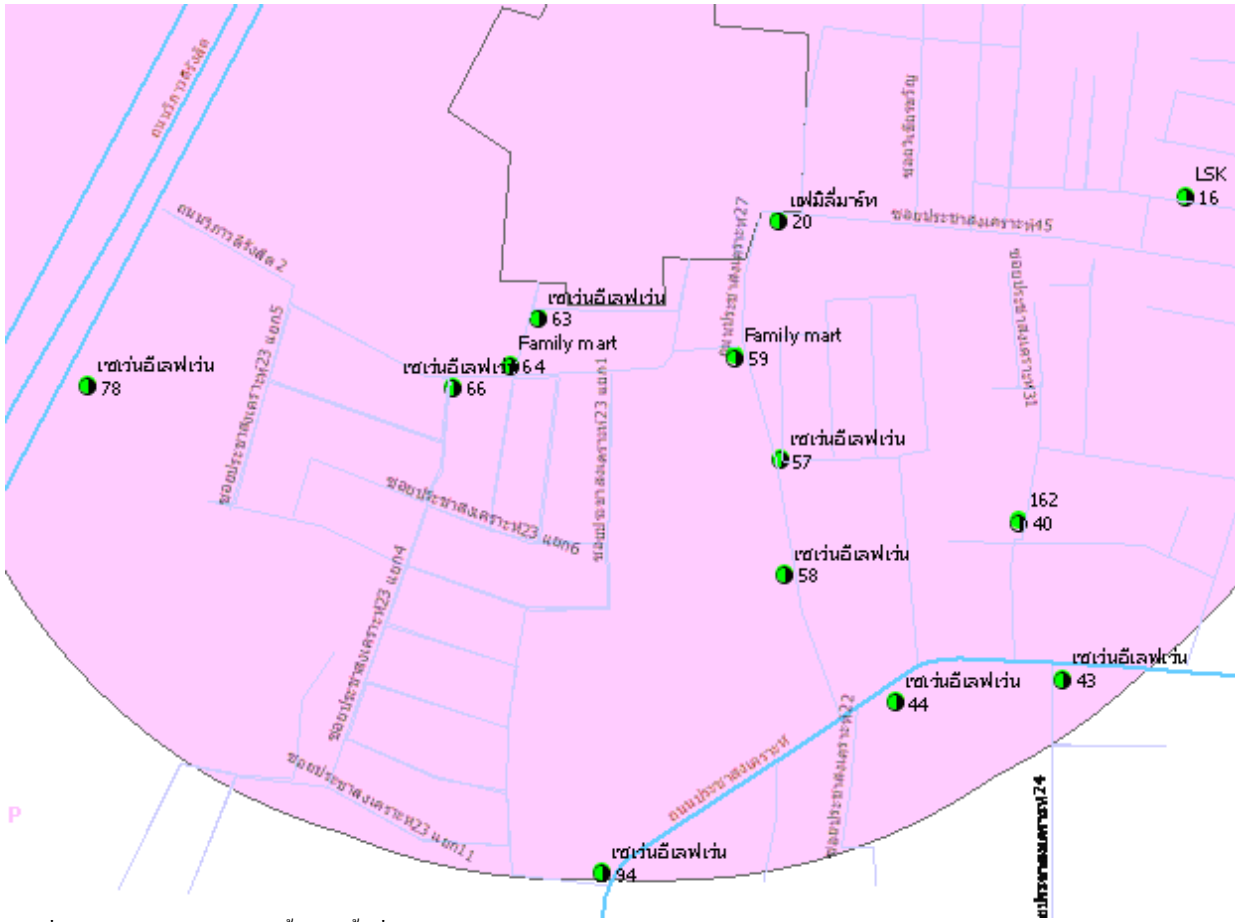 ถนนวิภาวดีรังสิต
ซอยวิเชียรเจริญ
LSK
16
แฟมิลี่มาร์ท
20
ซอยประชาสงเคราะห์45
ถนนวิภาวดีรังสิต 2
ถนนประชาสงเคราะห์27
ซอยประชาสงเคราะห์31
เซเว่นอีเลฟเว่น
63
Family mart
64
Family mart
59
เซเว่นอีเลฟเว่น
78
เซเว่นอีเลฟเว่น
66
ซอยประชาสงเคราะห์23 แยก5
ซอยประชาสงเคราะห์23 แยก1
เซเว่นอีเลฟเว่น
57
ซอยประชาสงเคราะห์23 แยก6
162
40
เซเว่นอีเลฟเว่น
58
ซอยประชาสงเคราะห์23 แยก4
เซเว่นอีเลฟเว่น
43
เซเว่นอีเลฟเว่น
44
ซอยประชาสงเคราะห์22
ถนนประชาสงเคราะห์
ซอยประชาสงเคราะห์23 แยก11
P
ซอยประชาสงเคราะห์24
เซเว่นอีเลฟเว่น
94